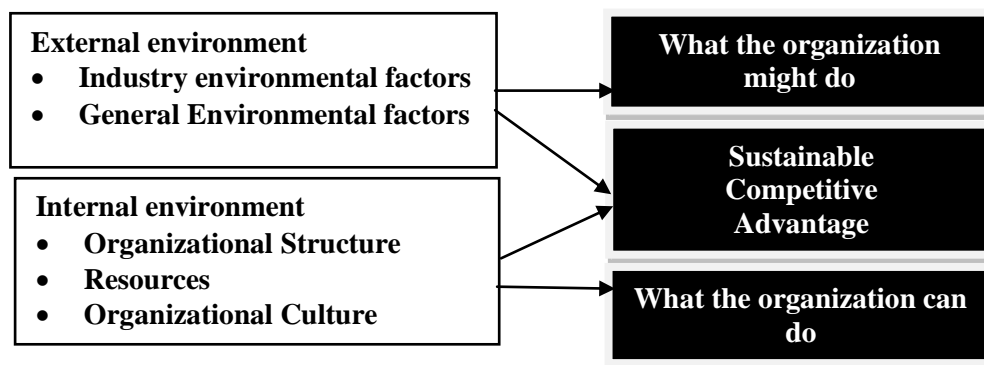 External environment
• Industry environmental factors
• General Environmental factors
Internal environment
• Organizational Structure
• Resources
• Organizational Culture
What the organization
might do
Sustainable
Competitive
Advantage
What the organization can
do